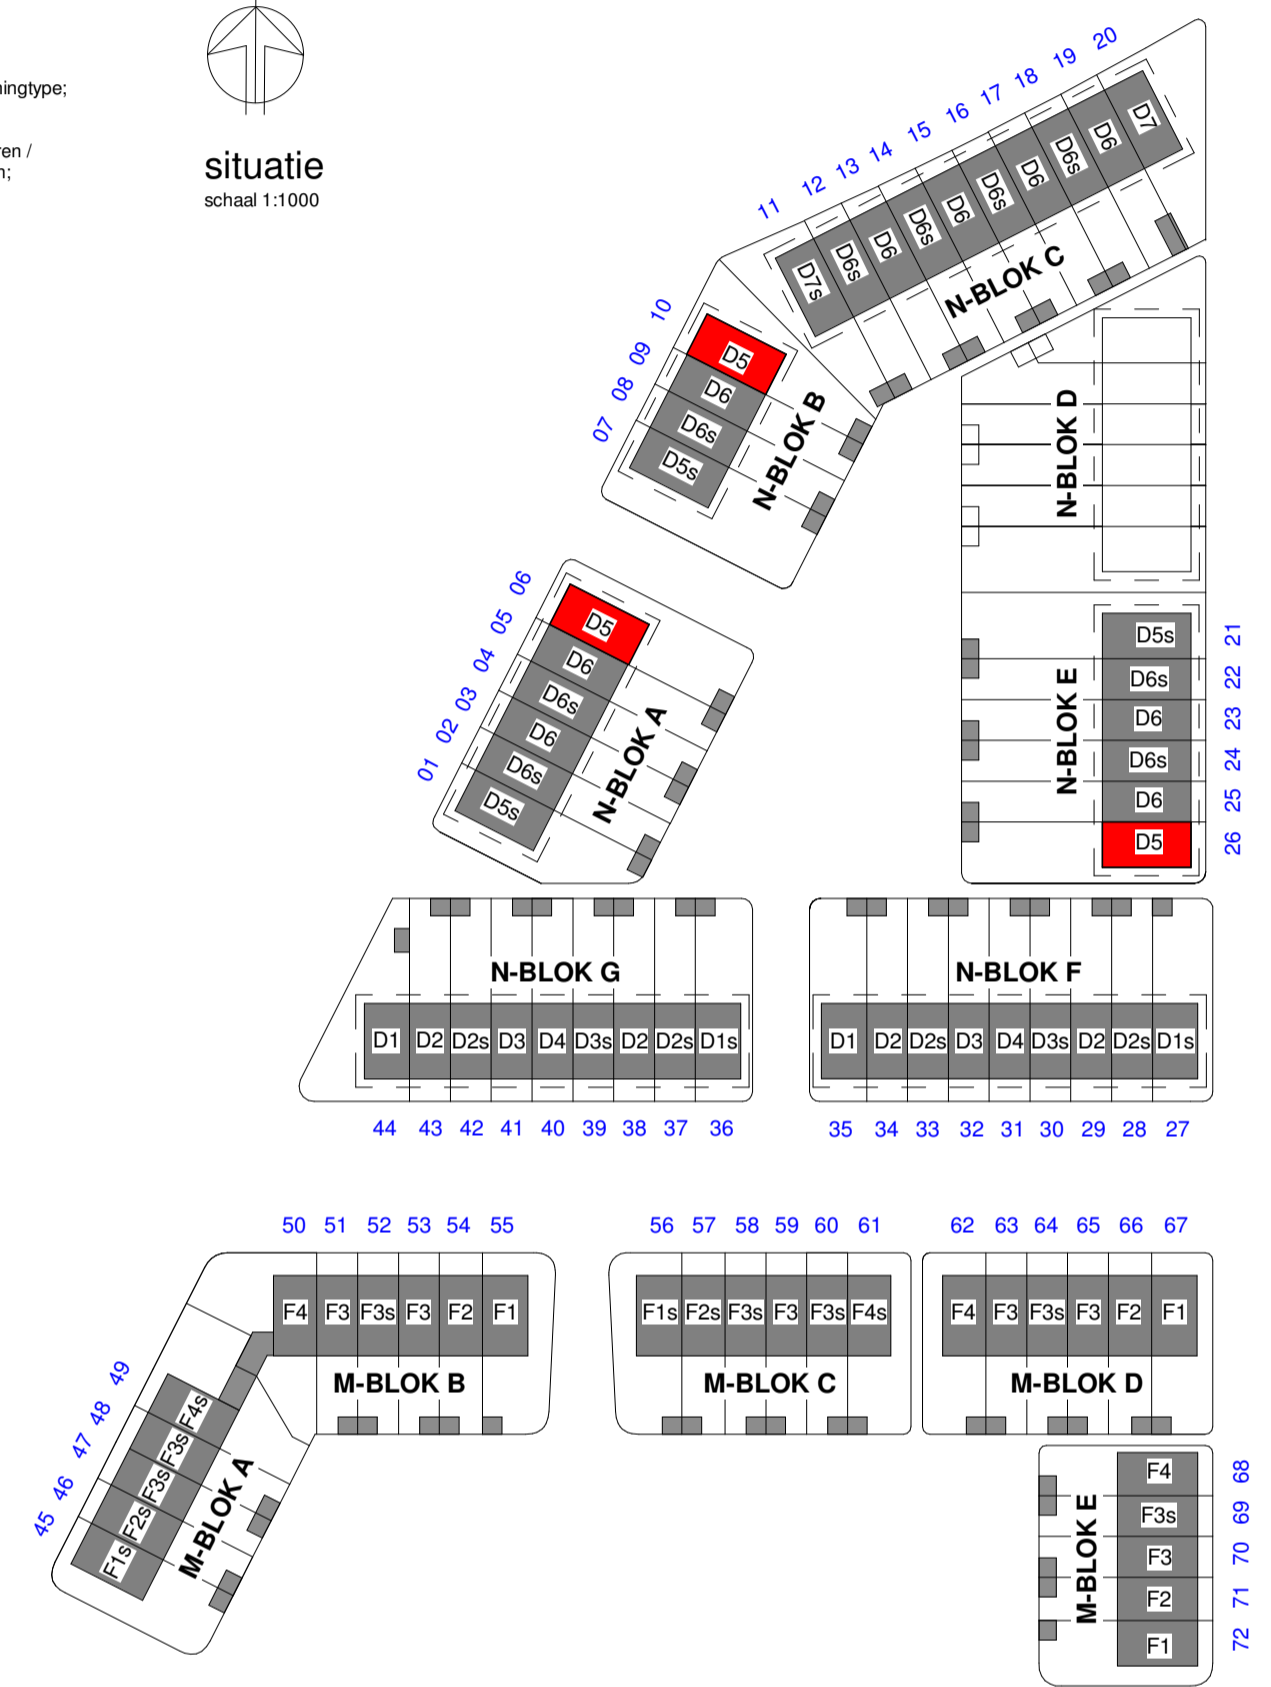 ningtype;
ren /
n;
situatie
schaal 1:1000
11 12 13 14 15 16 17 18 19 20
D7s D6s D6 D6s D6 D6s D6 D6s D6 D7
N-BLOK C
10
09
08
07
D5
D6
D6s
D5s
N-BLOK B
N-BLOK D
06
05
04
03
02
01
D5
D6
D6s
D6
D6s
D5s
N-BLOK A
N-BLOK E
D5s 21
D6s 22
D6 23
D6s 24
D6 25
D5 26
N-BLOK G
D1 D2 D2s D3 D4 D3s D2 D2s D1s
44 43 42 41 40 39 38 37 36
N-BLOK F
D1 D2 D2s D3 D4 D3s D2 D2s D1s
35 34 33 32 31 30 29 28 27
50 51 52 53 54 55
F4 F3 F3s F3 F2 F1
M-BLOK B
56 57 58 59 60 61
F1s F2s F3s F3 F3s F4s
M-BLOK C
62 63 64 65 66 67
F4 F3 F3s F3 F2 F1
M-BLOK D
49
48
47
46
45
F4s
F3s
F3s
F2s
F1s
M-BLOK A
M-BLOK E
F4 68
F3s 69
F3 70
F2 71
F1 72